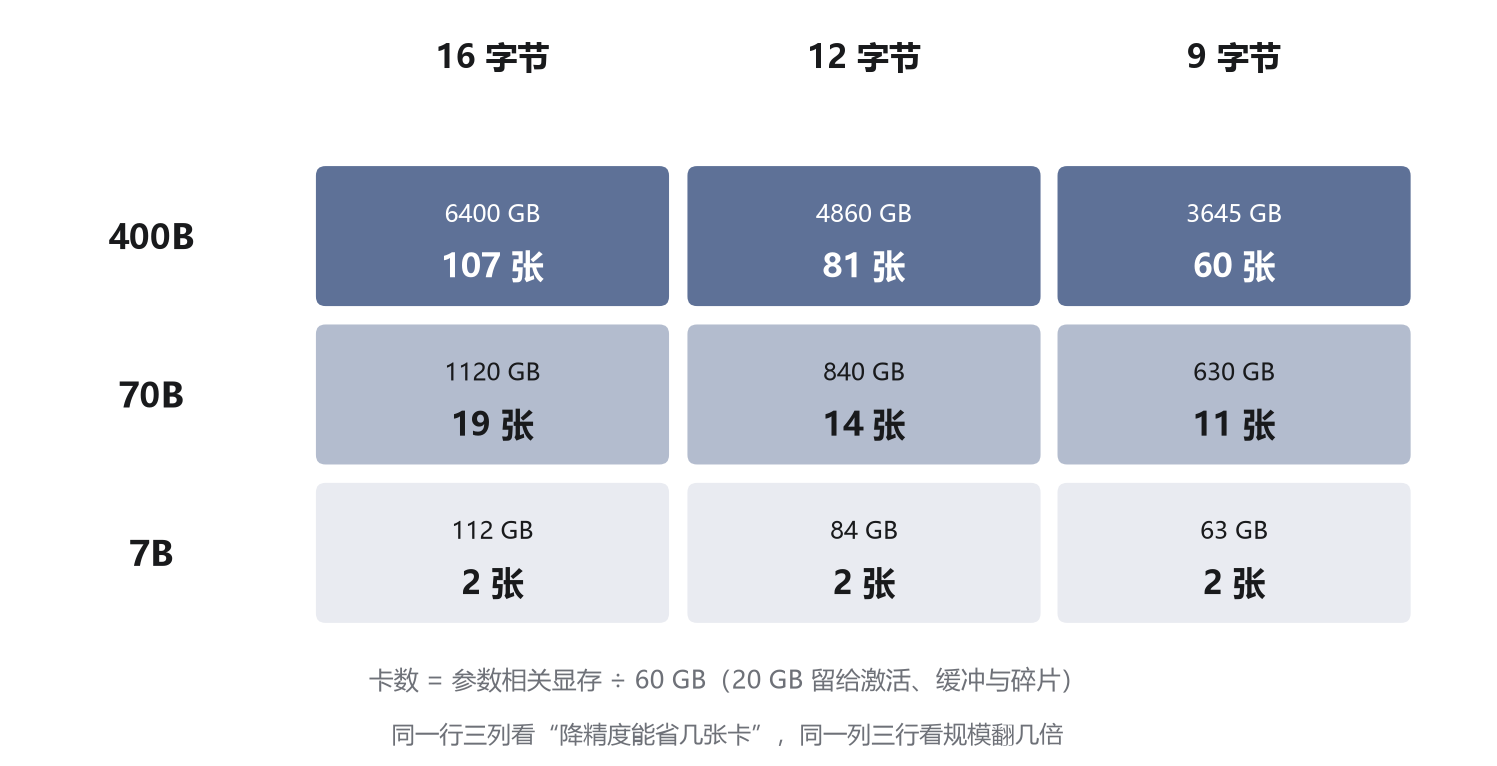 16 字节 12 字节 9 字节
400B
6400 GB 4860 GB 3645 GB
107 张 81 张 60 张
70B
1120 GB 840 GB 630 GB
19 张 14 张 11 张
7B
112 GB 84 GB 63 GB
2 张 2 张 2 张
卡数 = 参数相关显存 ÷ 60 GB（20 GB 留给激活、缓冲与碎片）
同一行三列看“降精度能省几张卡”，同一列三行看规模翻几倍